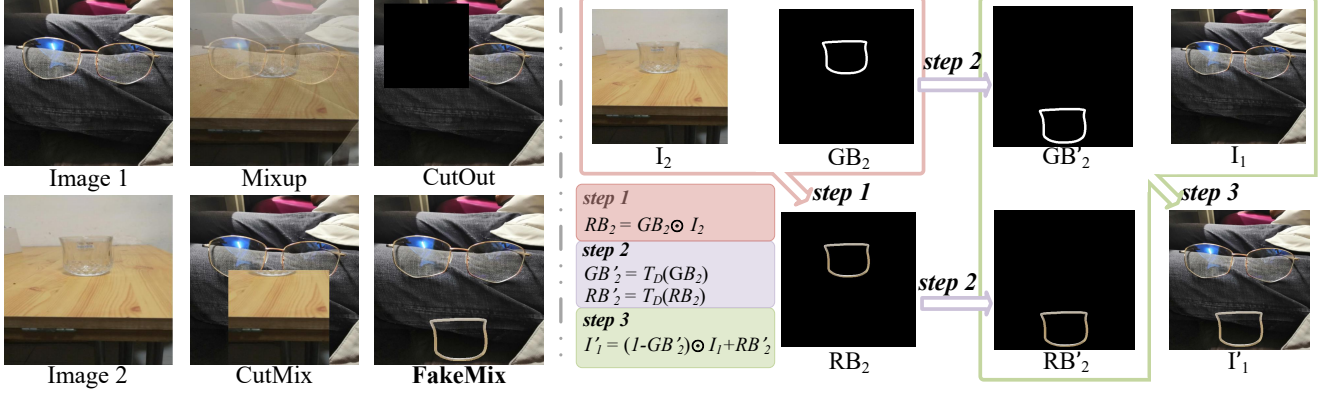 Image 1
Mixup
CutOut
Image 2
CutMix
FakeMix
I₂
GB₂
step 2
GB′₂
I₁
step 1
step 3
step 1
RB₂ = GB₂⊙ I₂
step 2
GB′₂ = T_D(GB₂)
RB′₂ = T_D(RB₂)
step 3
I′₁ = (1-GB′₂)⊙ I₁+RB′₂
RB₂
step 2
RB′₂
I′₁